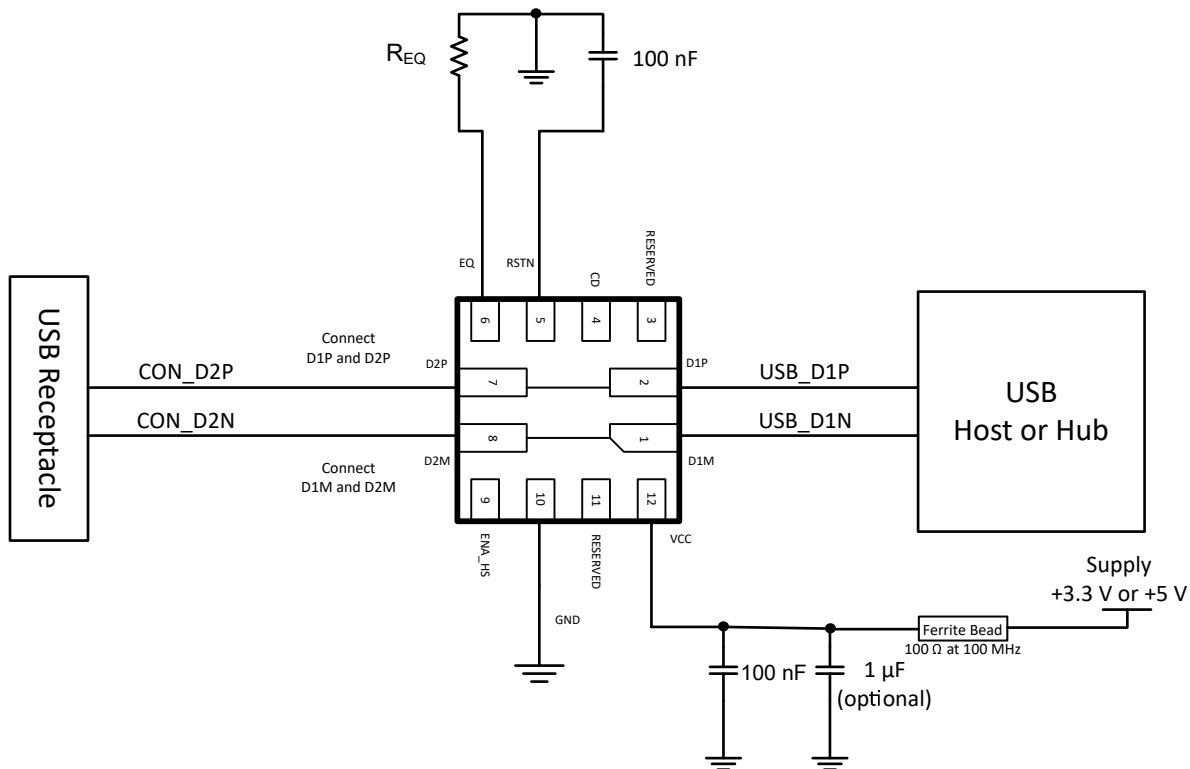 R_EQ
100 nF
RESERVED
EQ
RSTN
CD
6
5
4
3
USB Receptacle
Connect
D1P and D2P
D2P
D1P
CON_D2P
7
2
USB_D1P
USB
Host or Hub
CON_D2N
8
1
USB_D1N
D2M
D1M
Connect
D1M and D2M
9
10
11
12
ENA_HS
RESERVED
VCC
GND
Supply
+3.3 V or +5 V
Ferrite Bead
100 Ω at 100 MHz
100 nF
1 µF
(optional)